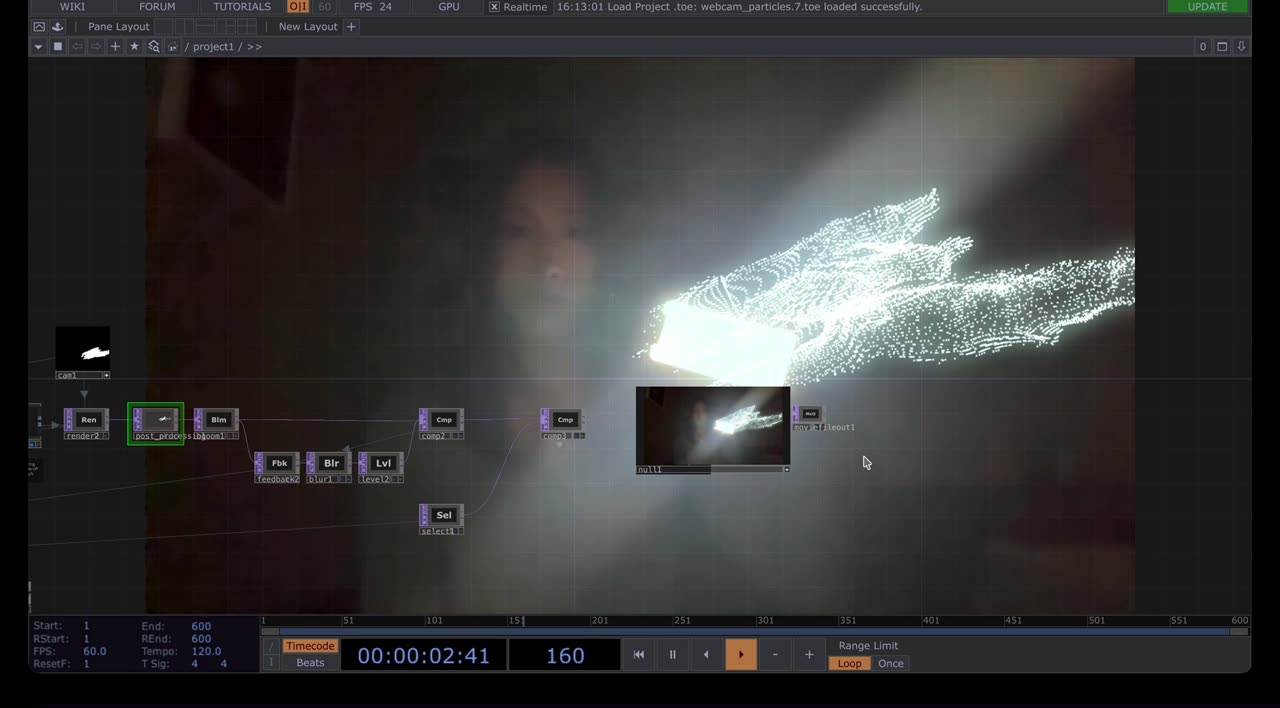 WIKI FORUM TUTORIALS O|I 60 FPS 24 GPU Realtime 16:13:01 Load Project .toe: webcam_particles.7.toe loaded successfully. UPDATE
Pane Layout New Layout +
/ project1 / >> 0
cam1
Ren Blm Cmp Cmp
render2 post_processing bloom1 comp2 comp3 moviefileout1
Fbk Blr Lvl
feedback2 blur1 level2
null1
Sel
select1
1 51 101 151 201 251 301 351 401 451 501 551 600
Start: 1 End: 600
RStart: 1 REnd: 600
FPS: 60.0 Tempo: 120.0
ResetF: 1 T Sig: 4 4
Timecode
Beats
00:00:02:41 160
- +
Range Limit
Loop Once